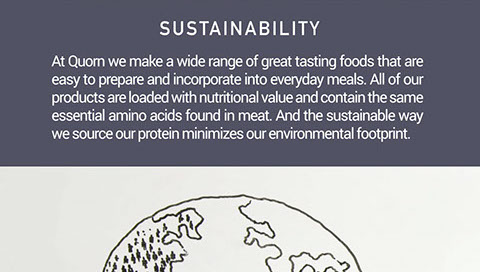 SUSTAINABILITY
At Quorn we make a wide range of great tasting foods that are
easy to prepare and incorporate into everyday meals. All of our
products are loaded with nutritional value and contain the same
essential amino acids found in meat. And the sustainable way
we source our protein minimizes our environmental footprint.